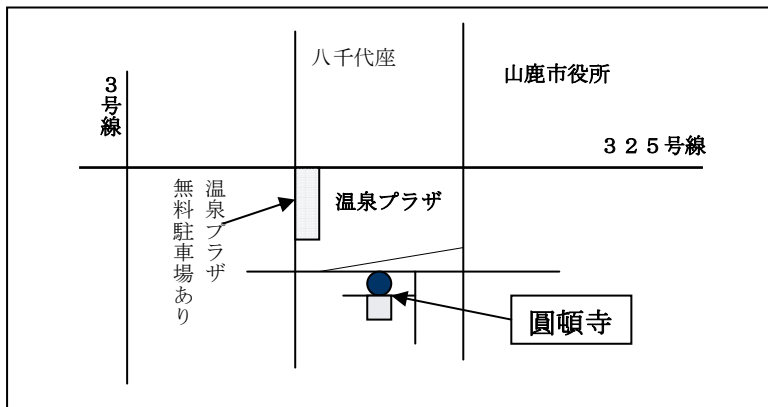 八千代座
山鹿市役所
3号線
３２５号線
温泉プラザ
無料駐車場あり
温泉プラザ
圓頓寺